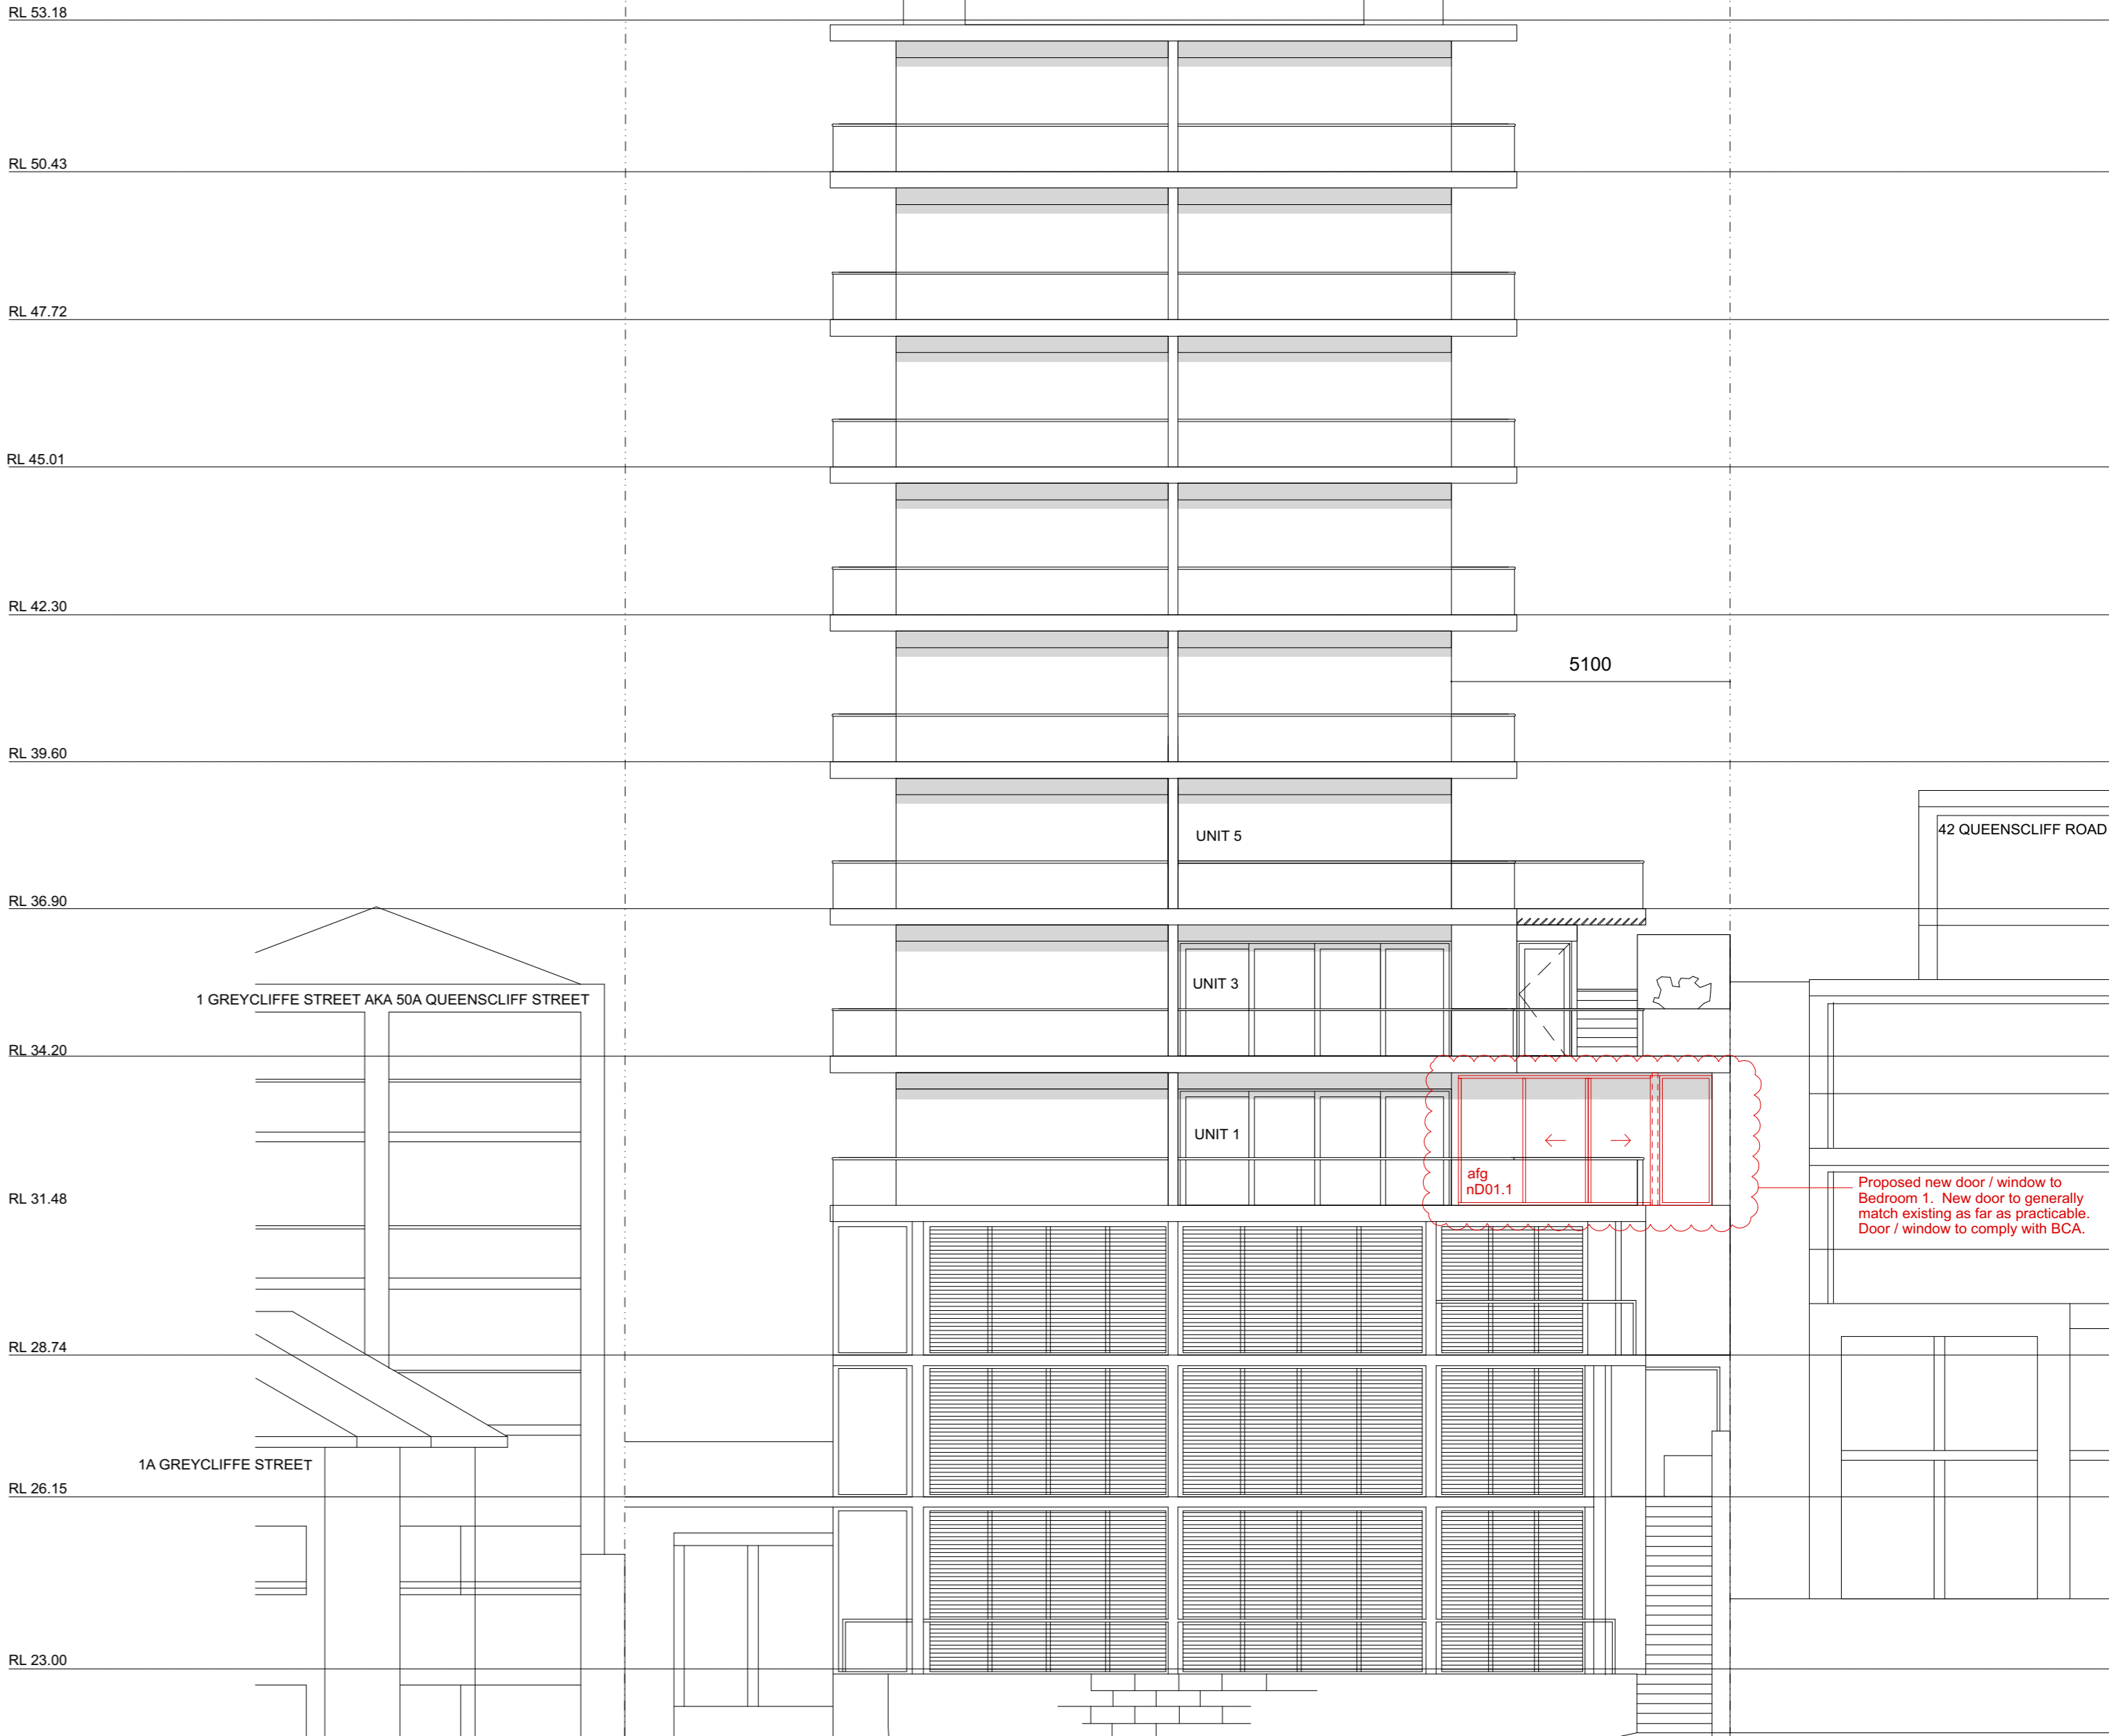 RL 53.18
RL 50.43
RL 47.72
RL 45.01
RL 42.30
5100
RL 39.60
UNIT 5
42 QUEENSCLIFF ROAD
RL 36.90
UNIT 3
1 GREYCLIFFE STREET AKA 50A QUEENSCLIFF STREET
RL 34.20
UNIT 1
afg
nD01.1
RL 31.48
Proposed new door / window to
Bedroom 1. New door to generally
match existing as far as practicable.
Door / window to comply with BCA.
RL 28.74
1A GREYCLIFFE STREET
RL 26.15
RL 23.00